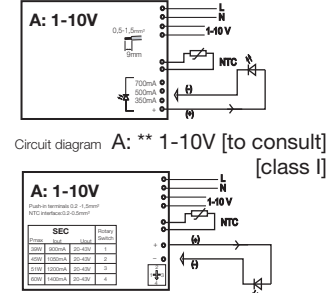 A: 1-10V
0,5-1,5mm²
9mm
L
N
1-10 V
NTC
700mA
500mA
350mA
+
(-)
(+)
Circuit diagram A: ** 1-10V [to consult]
[class I]
A: 1-10V
Push-in terminals 0.2 -1,5mm²
NTC interface:0.2-0.5mm²
SEC
Rotary Switch
Pmax Iout Uout
39W 900mA 20-43V 1
45W 1050mA 20-43V 2
51W 1200mA 20-43V 3
60W 1400mA 20-43V 4
L
N
1-10 V
NTC
+ (+)
- (-)